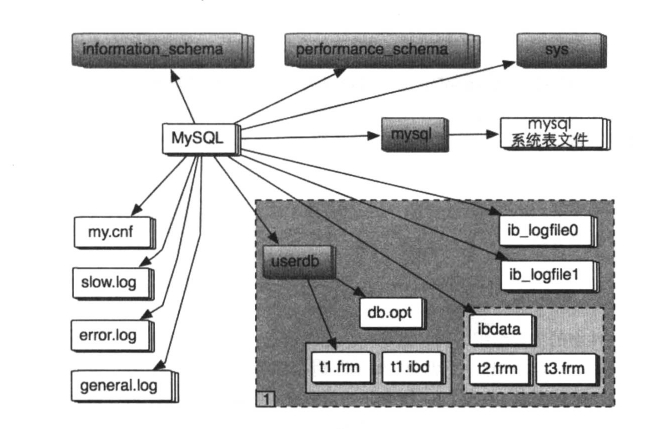 information_schema
performance_schema
sys
MySQL
mysql
mysql
系统表文件
my.cnf
slow.log
error.log
general.log
userdb
db.opt
t1.frm
t1.ibd
ib_logfile0
ib_logfile1
ibdata
t2.frm
t3.frm
1